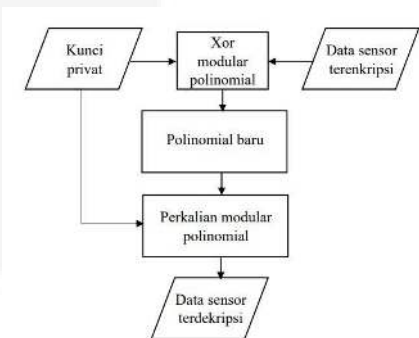 Kunci
privat
Xor
modular
polinomial
Data sensor
terenkripsi
Polinomial baru
Perkalian modular
polinomial
Data sensor
terdekripsi